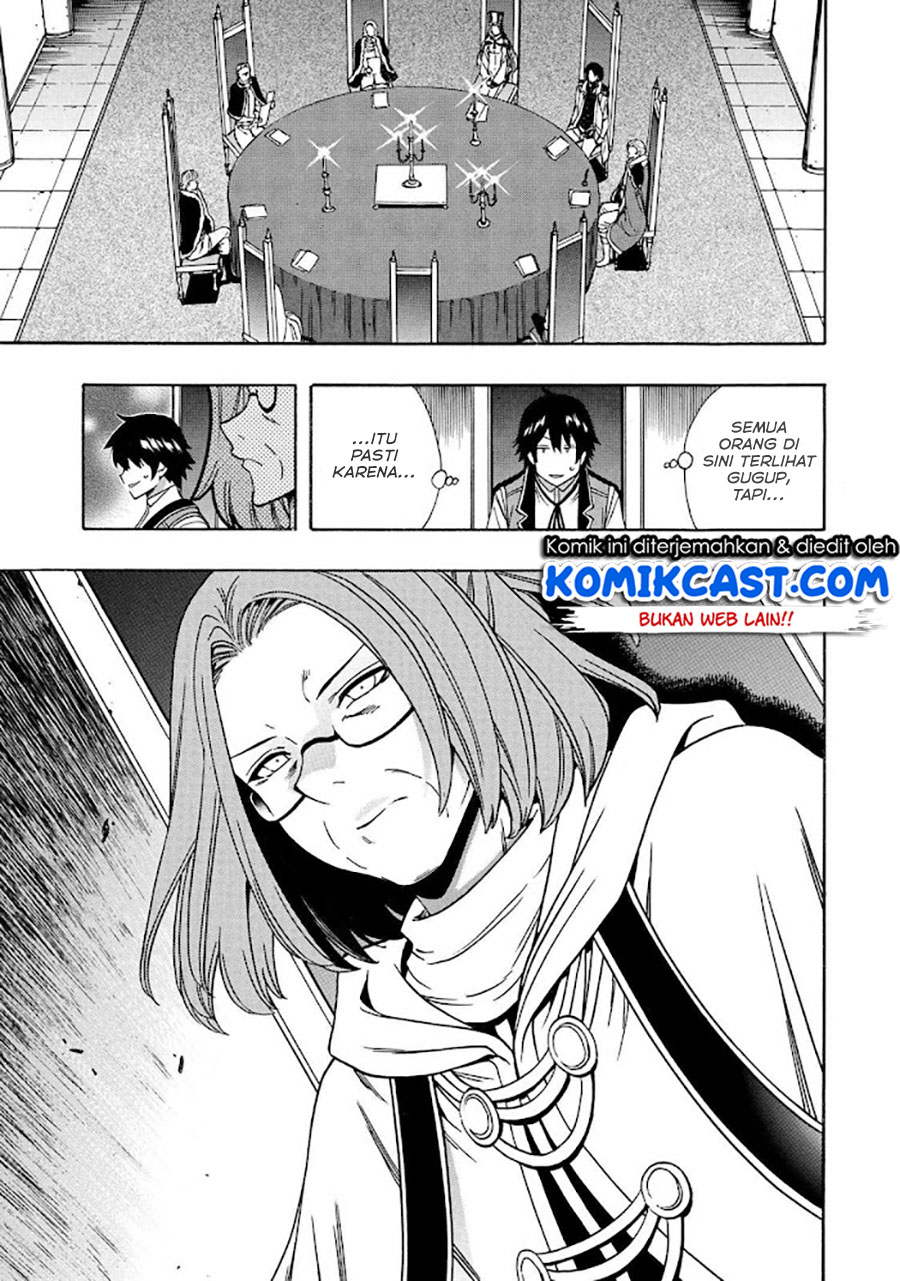 SEMUA
ORANG DI
SINI TERLIHAT
GUGUP,
TAPI...
...ITU
PASTI
KARENA...
Komik ini diterjemahkan & diedit oleh
KOMIKCAST.COM
BUKAN WEB LAIN!!